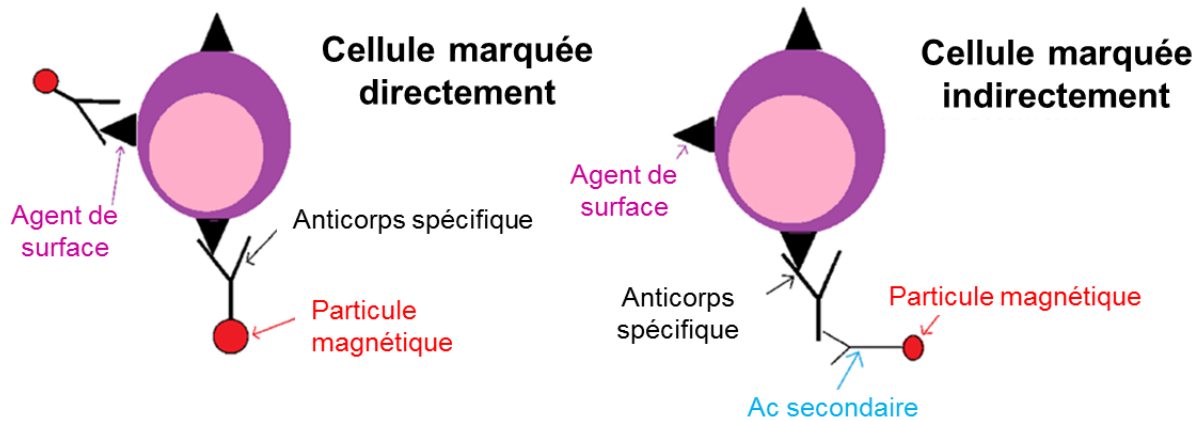 Cellule marquée
directement
Agent de
surface
Anticorps spécifique
Particule
magnétique
Cellule marquée
indirectement
Agent de
surface
Anticorps
spécifique
Particule magnétique
Ac secondaire